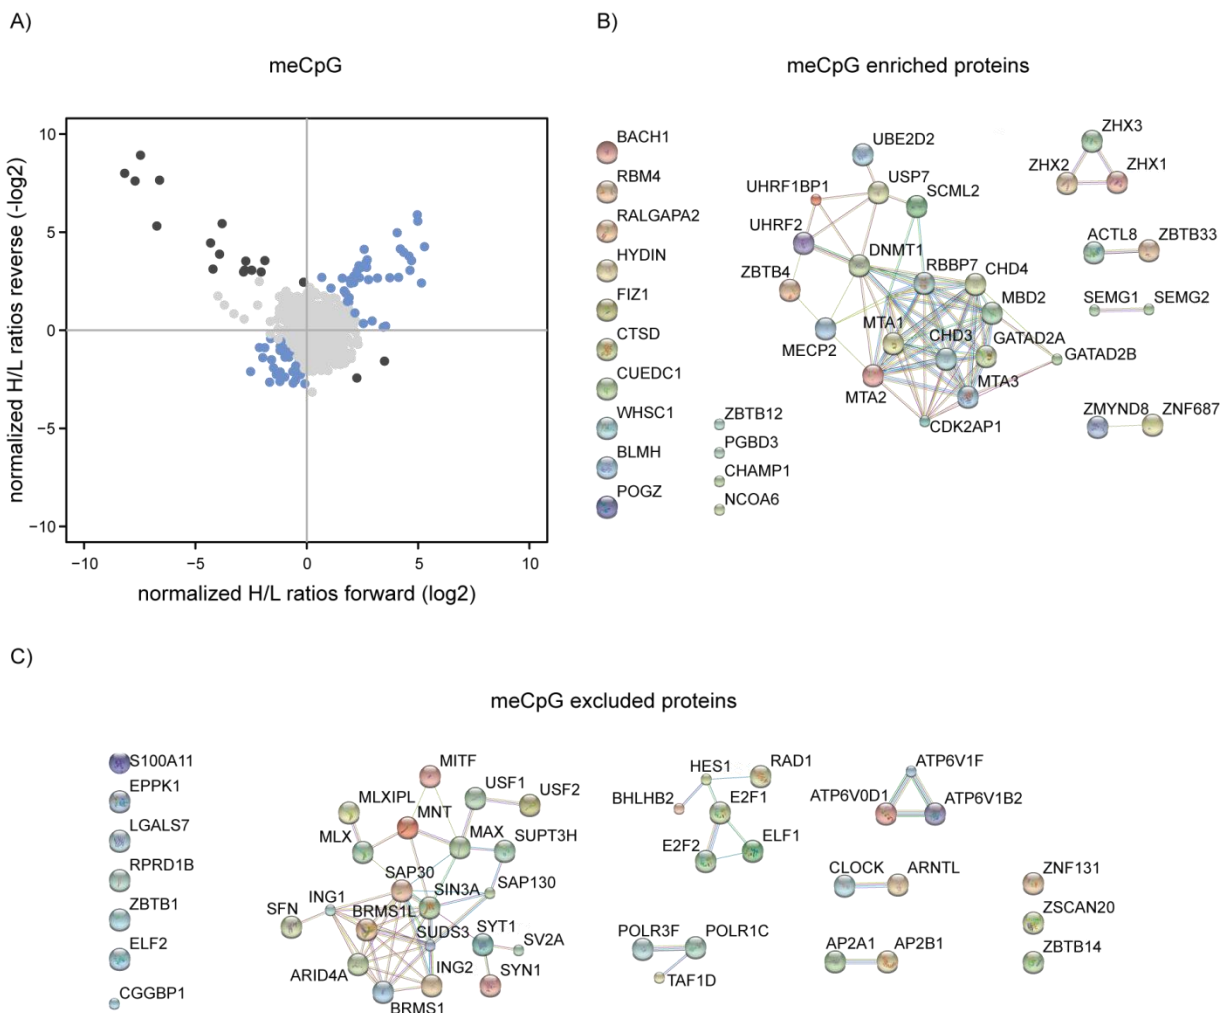 A)
meCpG
10
5
0
−5
−10
−10
−5
0
5
10
normalized H/L ratios reverse (-log2)
normalized H/L ratios forward (log2)
B)
meCpG enriched proteins
BACH1
RBM4
RALGAPA2
HYDIN
FIZ1
CTSD
CUEDC1
WHSC1
BLMH
POGZ
ZBTB12
PGBD3
CHAMP1
NCOA6
UBE2D2
UHRF1BP1
USP7
SCML2
UHRF2
DNMT1
RBBP7
CHD4
ZBTB4
MBD2
MTA1
CHD3
GATAD2A
MECP2
GATAD2B
MTA2
MTA3
CDK2AP1
ZHX3
ZHX2
ZHX1
ACTL8
ZBTB33
SEMG1
SEMG2
ZMYND8
ZNF687
C)
meCpG excluded proteins
S100A11
EPPK1
LGALS7
RPRD1B
ZBTB1
ELF2
CGGBP1
MITF
USF1
USF2
MLXIPL
MNT
MLX
MAX
SUPT3H
SAP30
SIN3A
SAP130
ING1
SFN
BRMS1L
SUDS3
SYT1
SV2A
ARID4A
ING2
SYN1
BRMS1
HES1
RAD1
BHLHB2
E2F1
E2F2
ELF1
POLR3F
POLR1C
TAF1D
ATP6V1F
ATP6V0D1
ATP6V1B2
CLOCK
ARNTL
AP2A1
AP2B1
ZNF131
ZSCAN20
ZBTB14